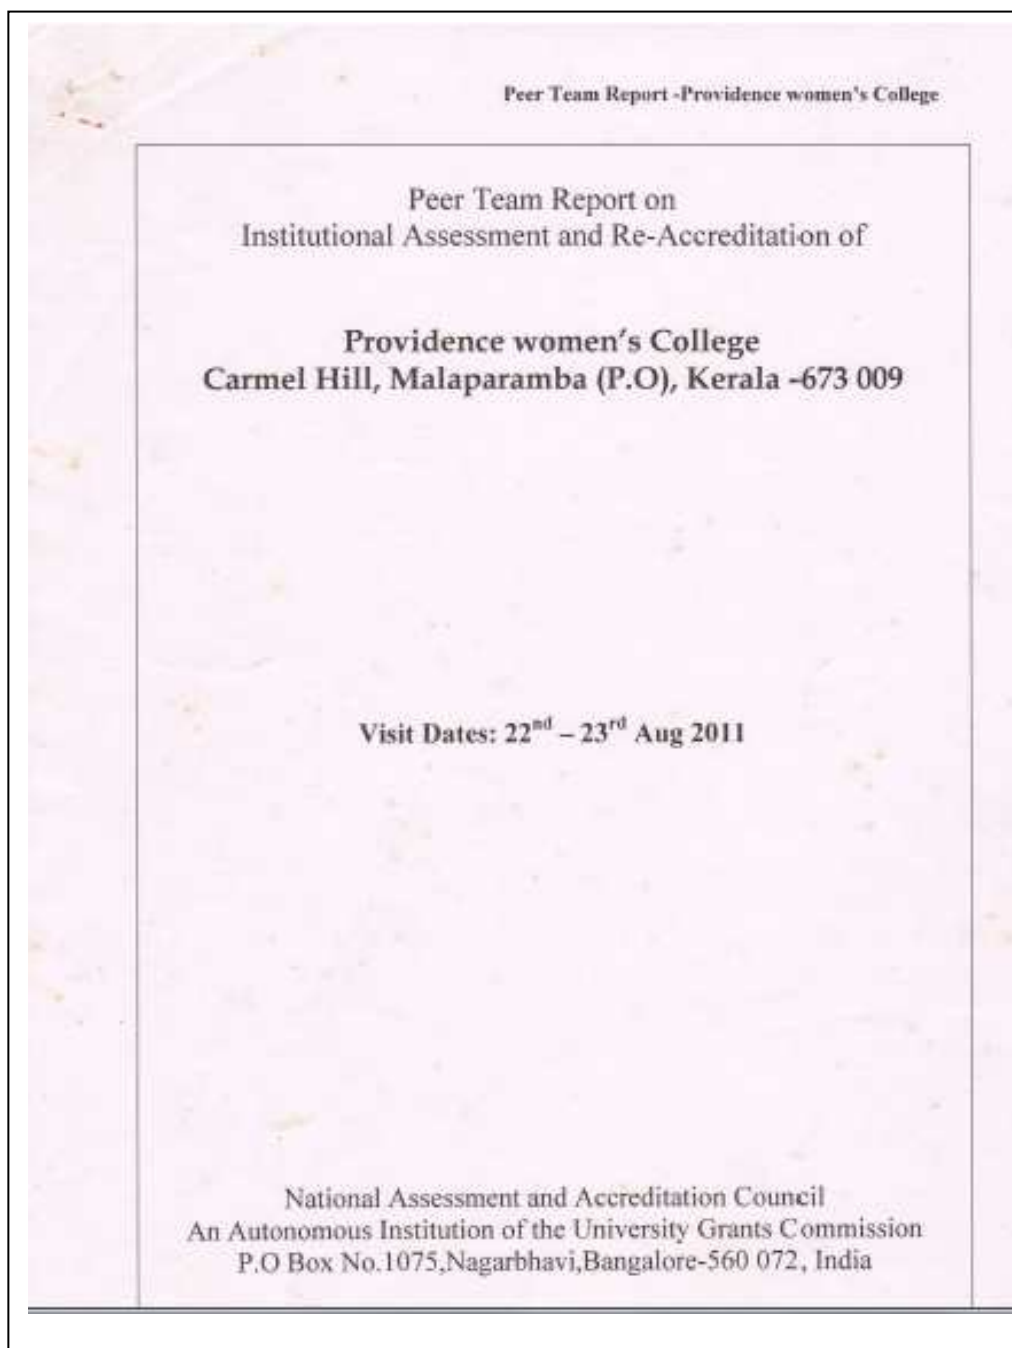 Peer Team Report -Providence women's College
Peer Team Report on
Institutional Assessment and Re-Accreditation of
Providence women's College
Carmel Hill, Malaparamba (P.O), Kerala -673 009
Visit Dates: 22nd – 23rd Aug 2011
National Assessment and Accreditation Council
An Autonomous Institution of the University Grants Commission
P.O Box No.1075,Nagarbhavi,Bangalore-560 072, India